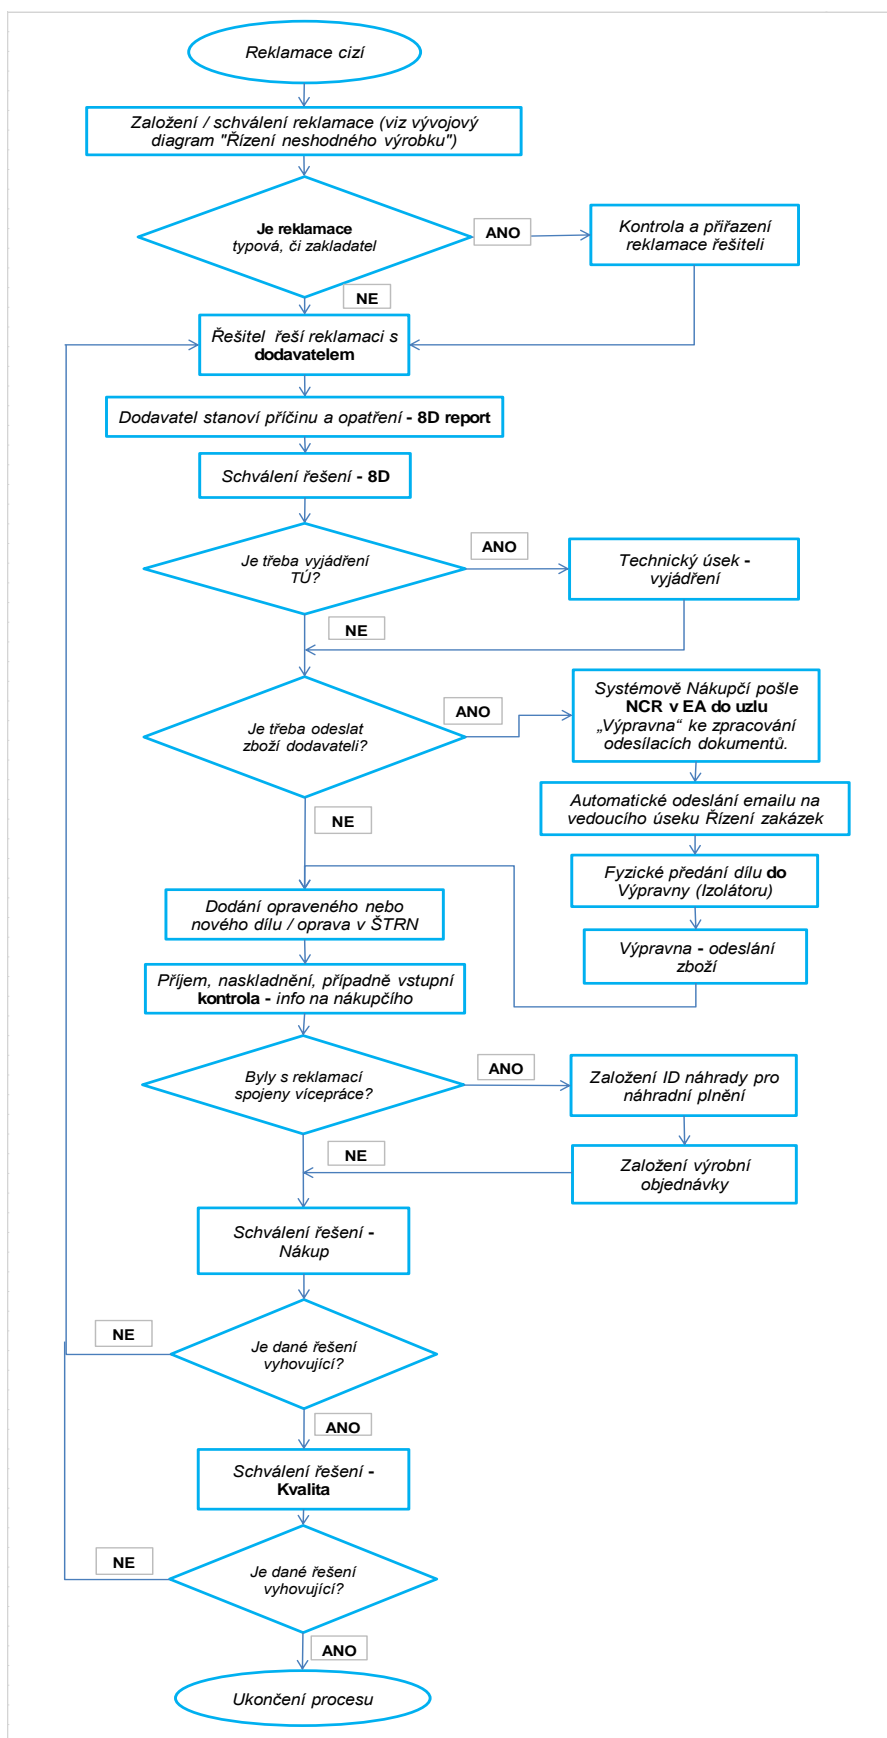 Reklamace cizí
Založení / schválení reklamace (viz vývojový
diagram "Řízení neshodného výrobku")
Je reklamace
typová, či zakladatel
ANO
Kontrola a přiřazení
reklamace řešiteli
NE
Řešitel řeší reklamaci s
dodavatelem
Dodavatel stanoví příčinu a opatření - 8D report
Schválení řešení - 8D
Je třeba vyjádření
TÚ?
ANO
Technický úsek -
vyjádření
NE
Je třeba odeslat
zboží dodavateli?
ANO
Systémově Nákupčí pošle
NCR v EA do uzlu
„Výpravna“ ke zpracování
odesílacích dokumentů.
Automatické odeslání emailu na
vedoucího úseku Řízení zakázek
NE
Fyzické předání dílu do
Výpravny (Izolátoru)
Dodání opraveného nebo
nového dílu / oprava v ŠTRN
Výpravna - odeslání
zboží
Příjem, naskladnění, případně vstupní
kontrola - info na nákupčího
Byly s reklamací
spojeny vícepráce?
ANO
Založení ID náhrady pro
náhradní plnění
NE
Založení výrobní
objednávky
Schválení řešení -
Nákup
NE
Je dané řešení
vyhovující?
ANO
Schválení řešení -
Kvalita
NE
Je dané řešení
vyhovující?
ANO
Ukončení procesu